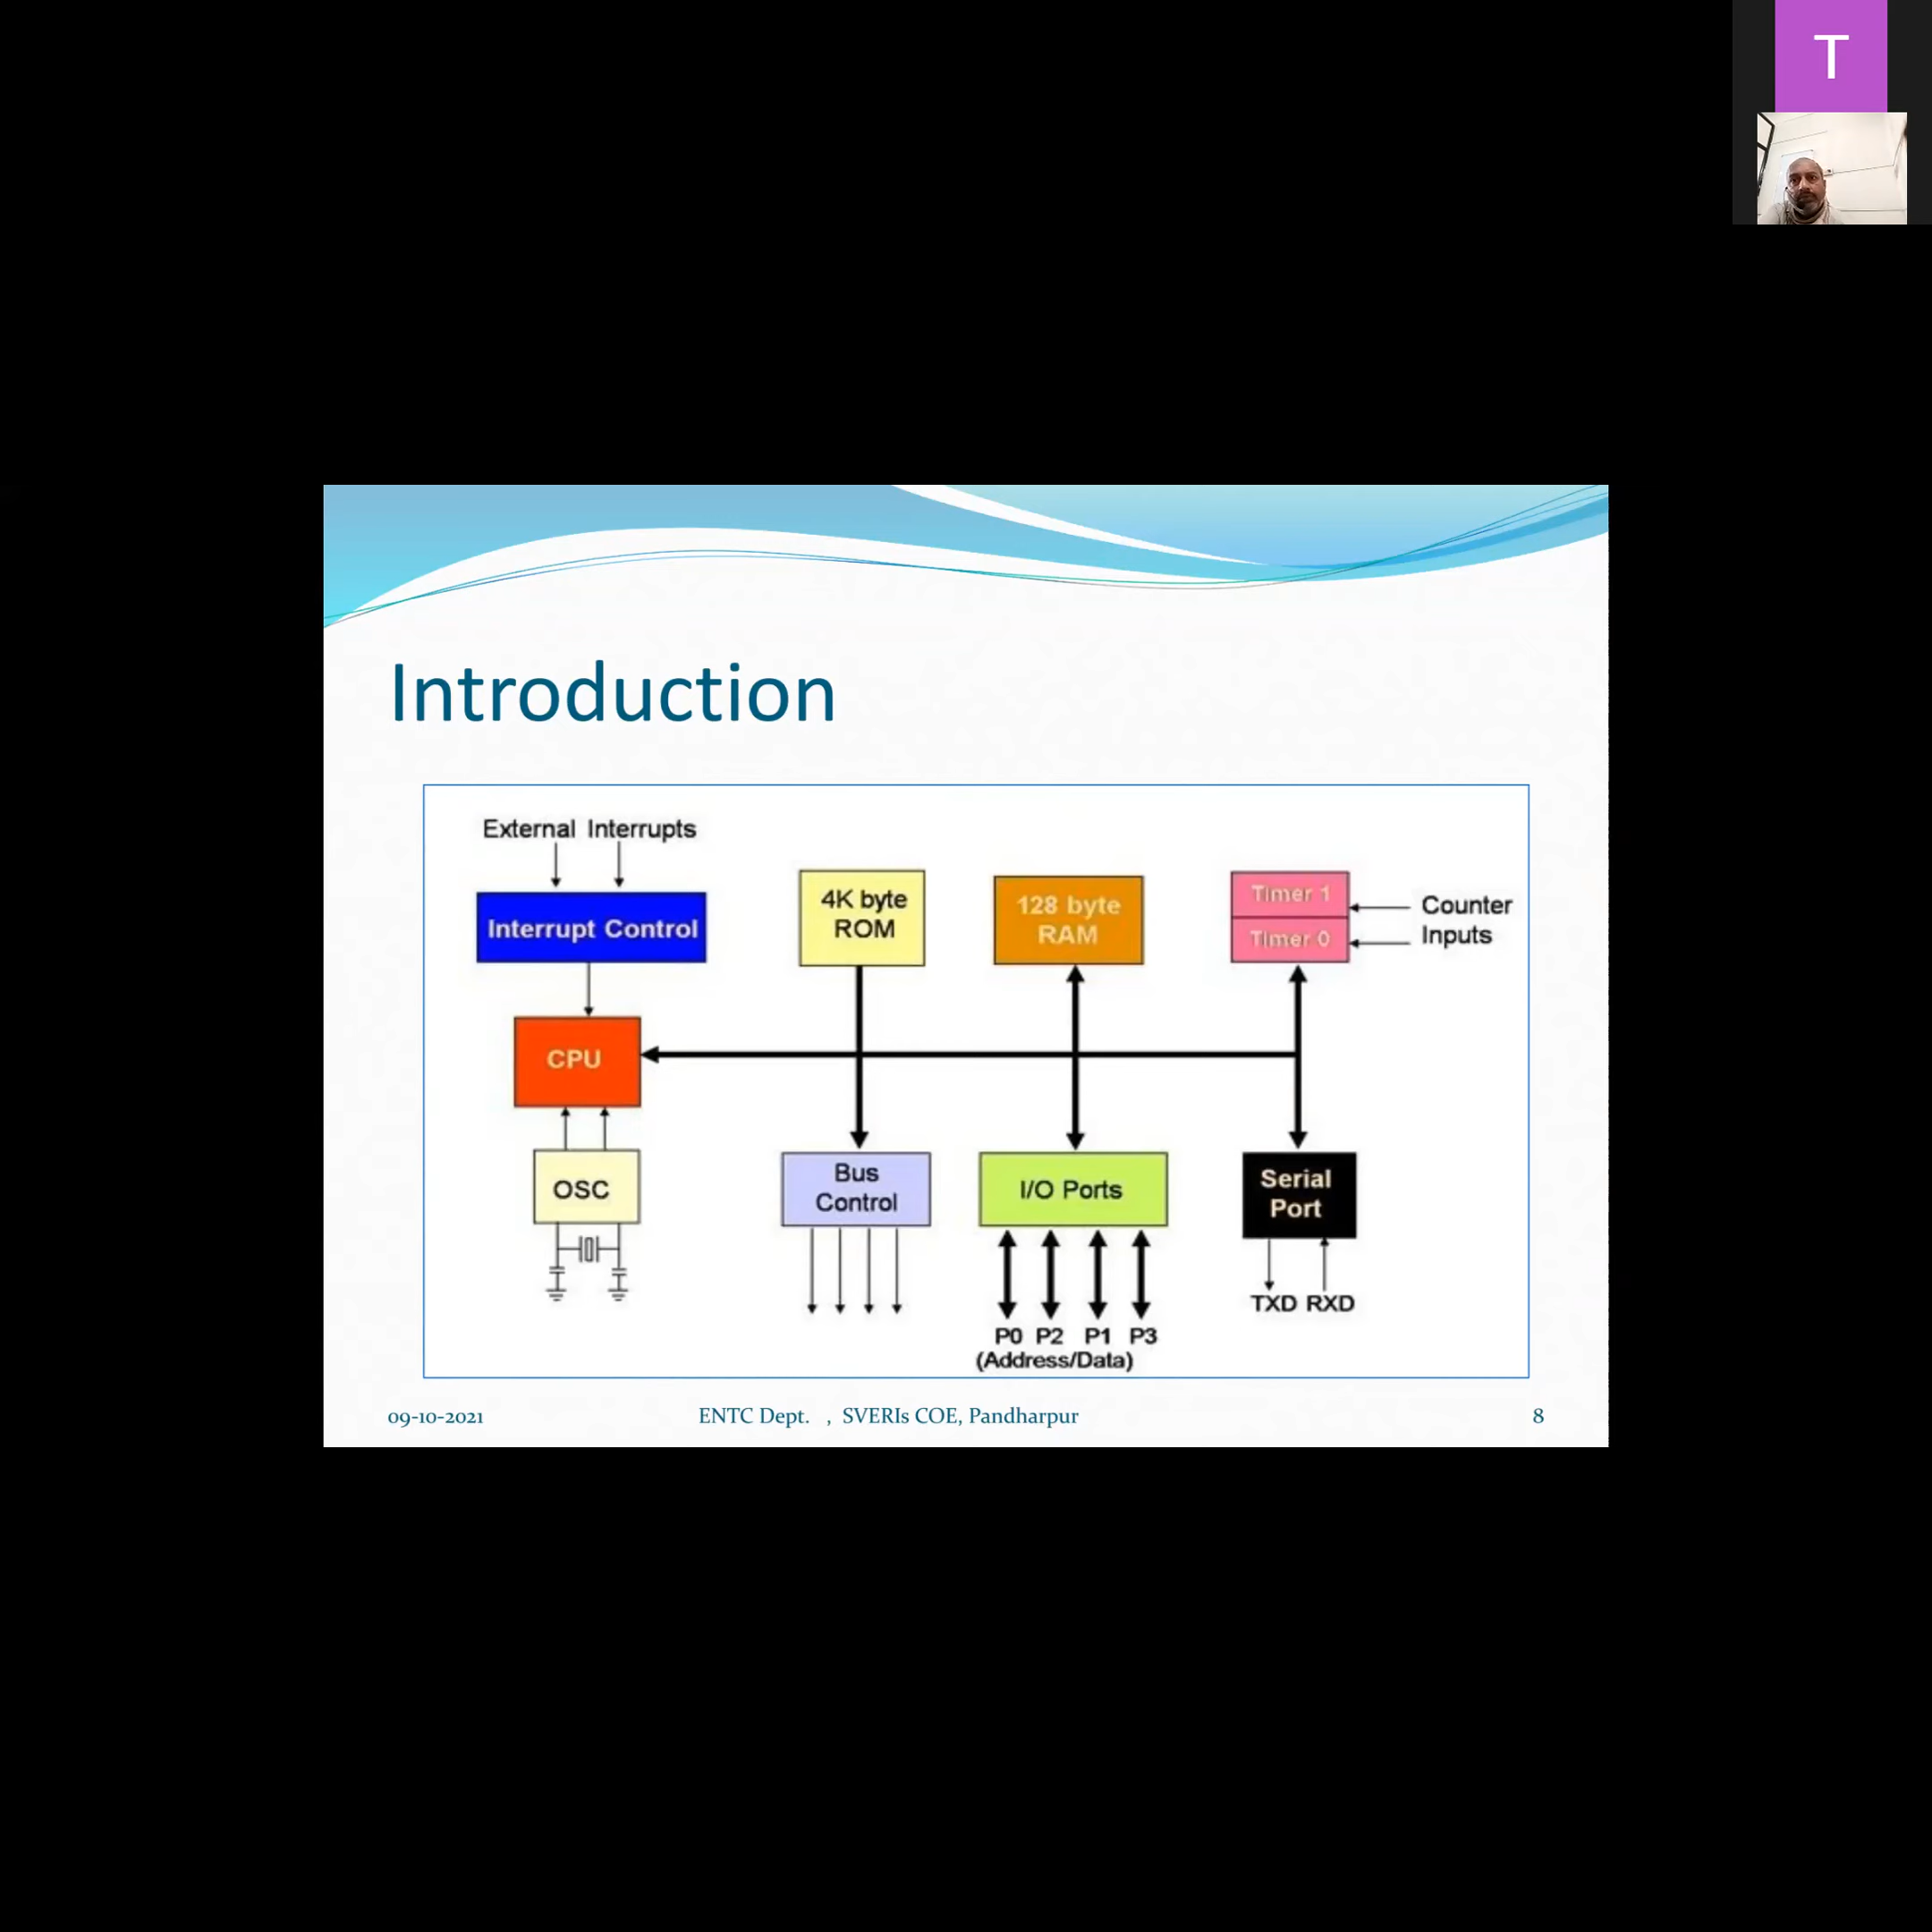 T
Introduction
External Interrupts
Interrupt Control
4K byte
ROM
128 byte
RAM
Timer 1
Timer 0
Counter
Inputs
CPU
OSC
Bus
Control
I/O Ports
Serial
Port
TXD RXD
P0 P2 P1 P3
(Address/Data)
09-10-2021 ENTC Dept. , SVERIs COE, Pandharpur 8